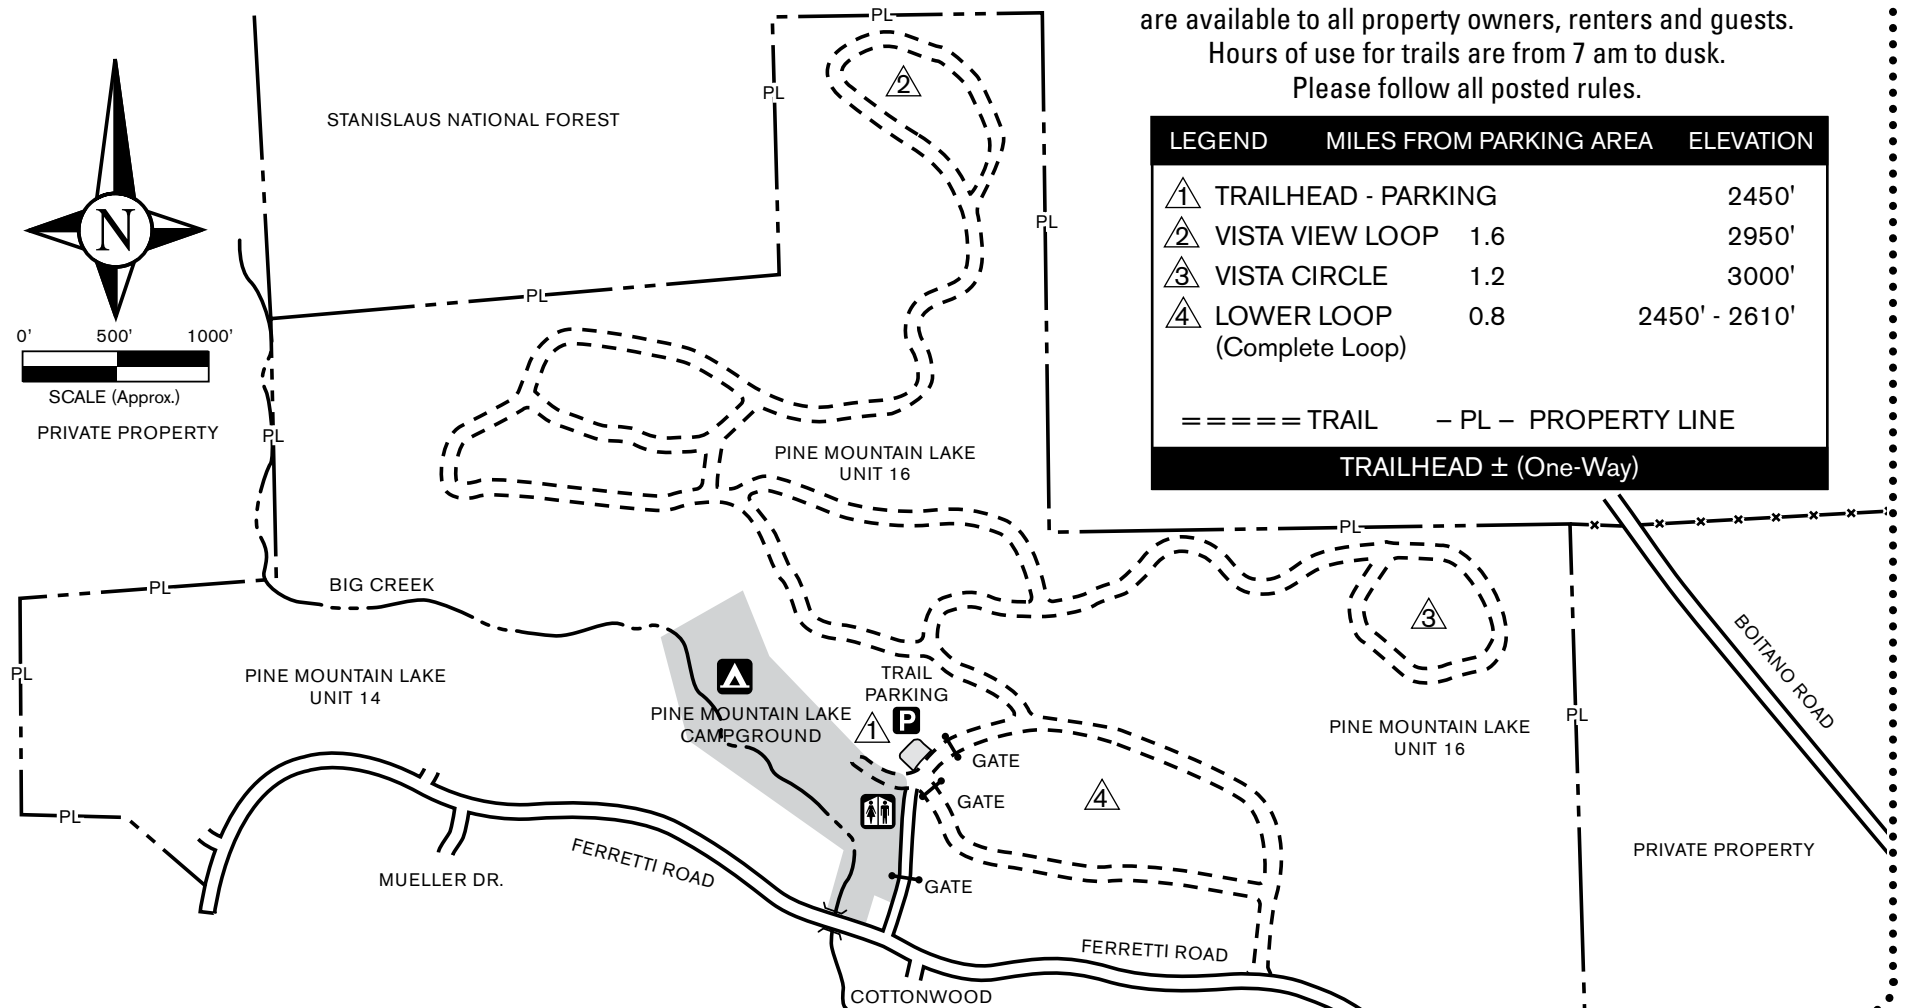 are available to all property owners, renters and guests.
Hours of use for trails are from 7 am to dusk.
Please follow all posted rules.
LEGEND MILES FROM PARKING AREA ELEVATION
1 TRAILHEAD - PARKING 2450'
2 VISTA VIEW LOOP 1.6 2950'
3 VISTA CIRCLE 1.2 3000'
4 LOWER LOOP 0.8 2450' - 2610'
(Complete Loop)
===== TRAIL – PL – PROPERTY LINE
TRAILHEAD ± (One-Way)
PL
PL
2
STANISLAUS NATIONAL FOREST
N
PL
PL
0' 500' 1000'
SCALE (Approx.)
PRIVATE PROPERTY
PL
PINE MOUNTAIN LAKE
UNIT 16
PL
BIG CREEK
PL
3
BOITANO ROAD
PL
PINE MOUNTAIN LAKE
UNIT 14
TRAIL
PARKING
P
1
PINE MOUNTAIN LAKE
CAMPGROUND
PL
PINE MOUNTAIN LAKE
UNIT 16
GATE
GATE
4
PL
FERRETTI ROAD
MUELLER DR.
GATE
PRIVATE PROPERTY
FERRETTI ROAD
COTTONWOOD